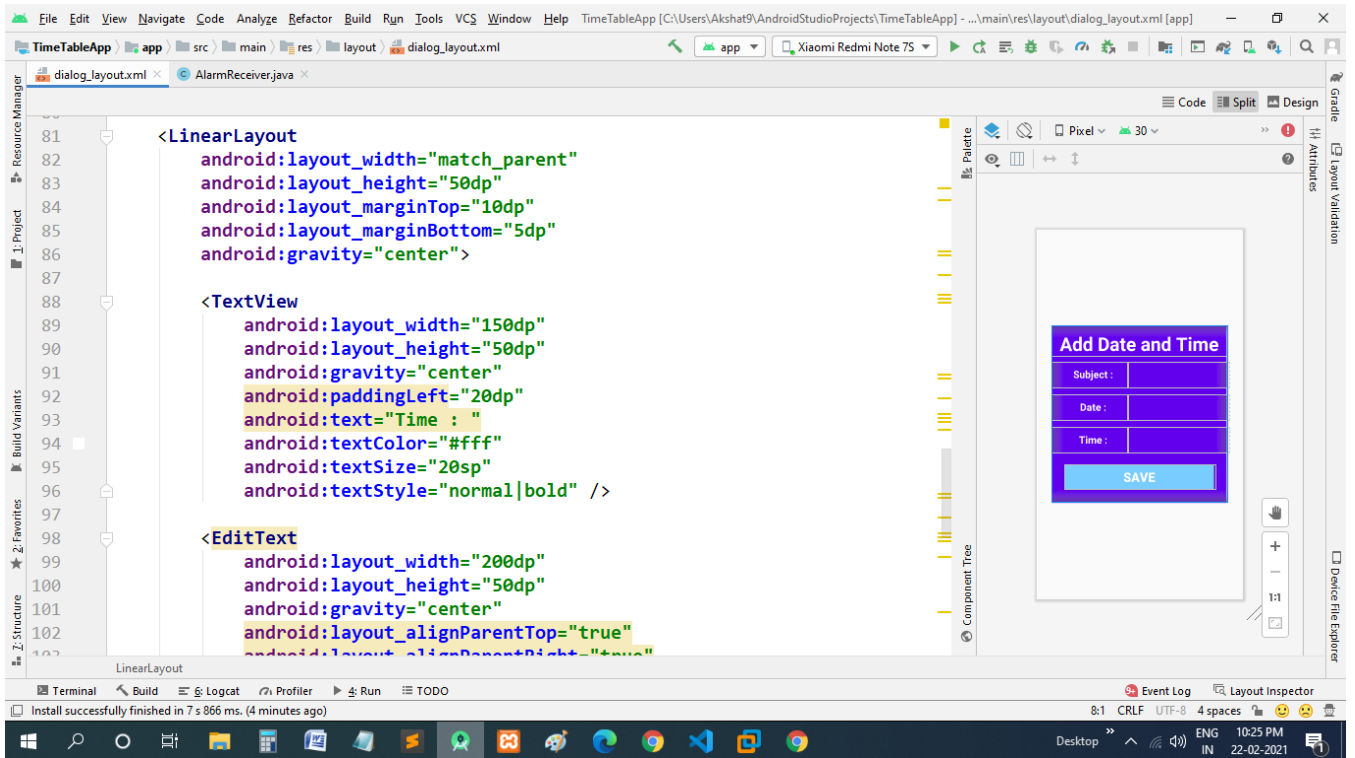 File Edit View Navigate Code Analyze Refactor Build Run Tools VCS Window Help TimeTableApp [C:\Users\Akshat9\AndroidStudioProjects\TimeTableApp] - ...\main\res\layout\dialog_layout.xml [app]
TimeTableApp app src main res layout dialog_layout.xml app Xiaomi Redmi Note 7S
dialog_layout.xml AlarmReceiver.java
Code Split Design
Resource Manager
1: Project
Build Variants
2: Favorites
7: Structure
81 <LinearLayout
82 android:layout_width="match_parent"
83 android:layout_height="50dp"
84 android:layout_marginTop="10dp"
85 android:layout_marginBottom="5dp"
86 android:gravity="center">
87
88 <TextView
89 android:layout_width="150dp"
90 android:layout_height="50dp"
91 android:gravity="center"
92 android:paddingLeft="20dp"
93 android:text="Time : "
94 android:textColor="#fff"
95 android:textSize="20sp"
96 android:textStyle="normal|bold" />
97
98 <EditText
99 android:layout_width="200dp"
100 android:layout_height="50dp"
101 android:gravity="center"
102 android:layout_alignParentTop="true"
103 android:layout_alignParentRight="true"
LinearLayout
Palette
Component Tree
Pixel 30
Add Date and Time
Subject :
Date :
Time :
SAVE
1:1
Attributes
Gradle
Layout Validation
Device File Explorer
Terminal Build 6: Logcat Profiler 4: Run TODO 9+ Event Log Layout Inspector
Install successfully finished in 7 s 866 ms. (4 minutes ago) 8:1 CRLF UTF-8 4 spaces
Desktop ENG 10:25 PM
IN 22-02-2021 1